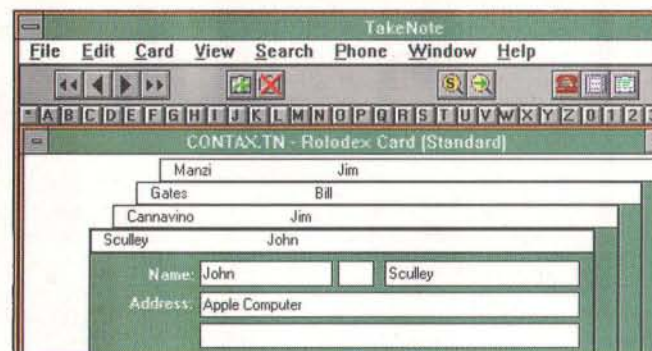 TakeNote
File Edit Card View Search Phone Window Help
* A B C D E F G H I J K L M N O P Q R S T U V W X Y Z 0 1 2
CONTAX.TN - Rolodex Card (Standard)
Manzi Jim
Gates Bill
Cannavino Jim
Sculley John
Name: John Sculley
Address: Apple Computer